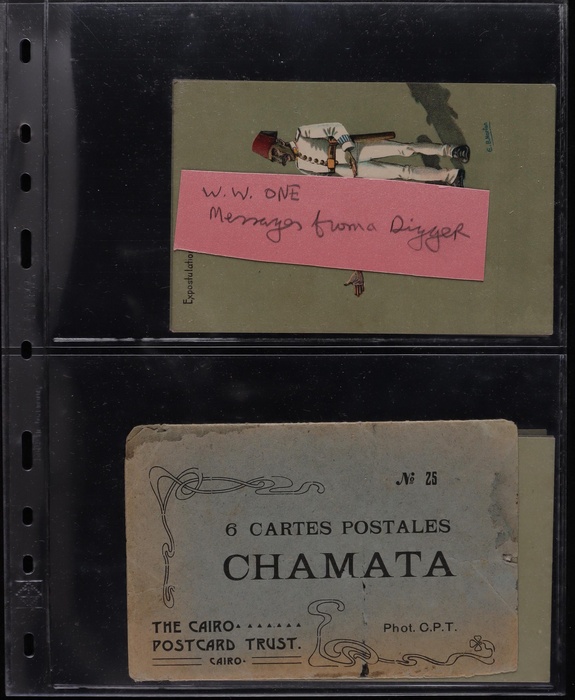 W.W. ONE
Messages from a Digger
Expostulation
№ 25
6 CARTES POSTALES
CHAMATA
THE CAIRO
POSTCARD TRUST.
CAIRO·
Phot. C.P.T.